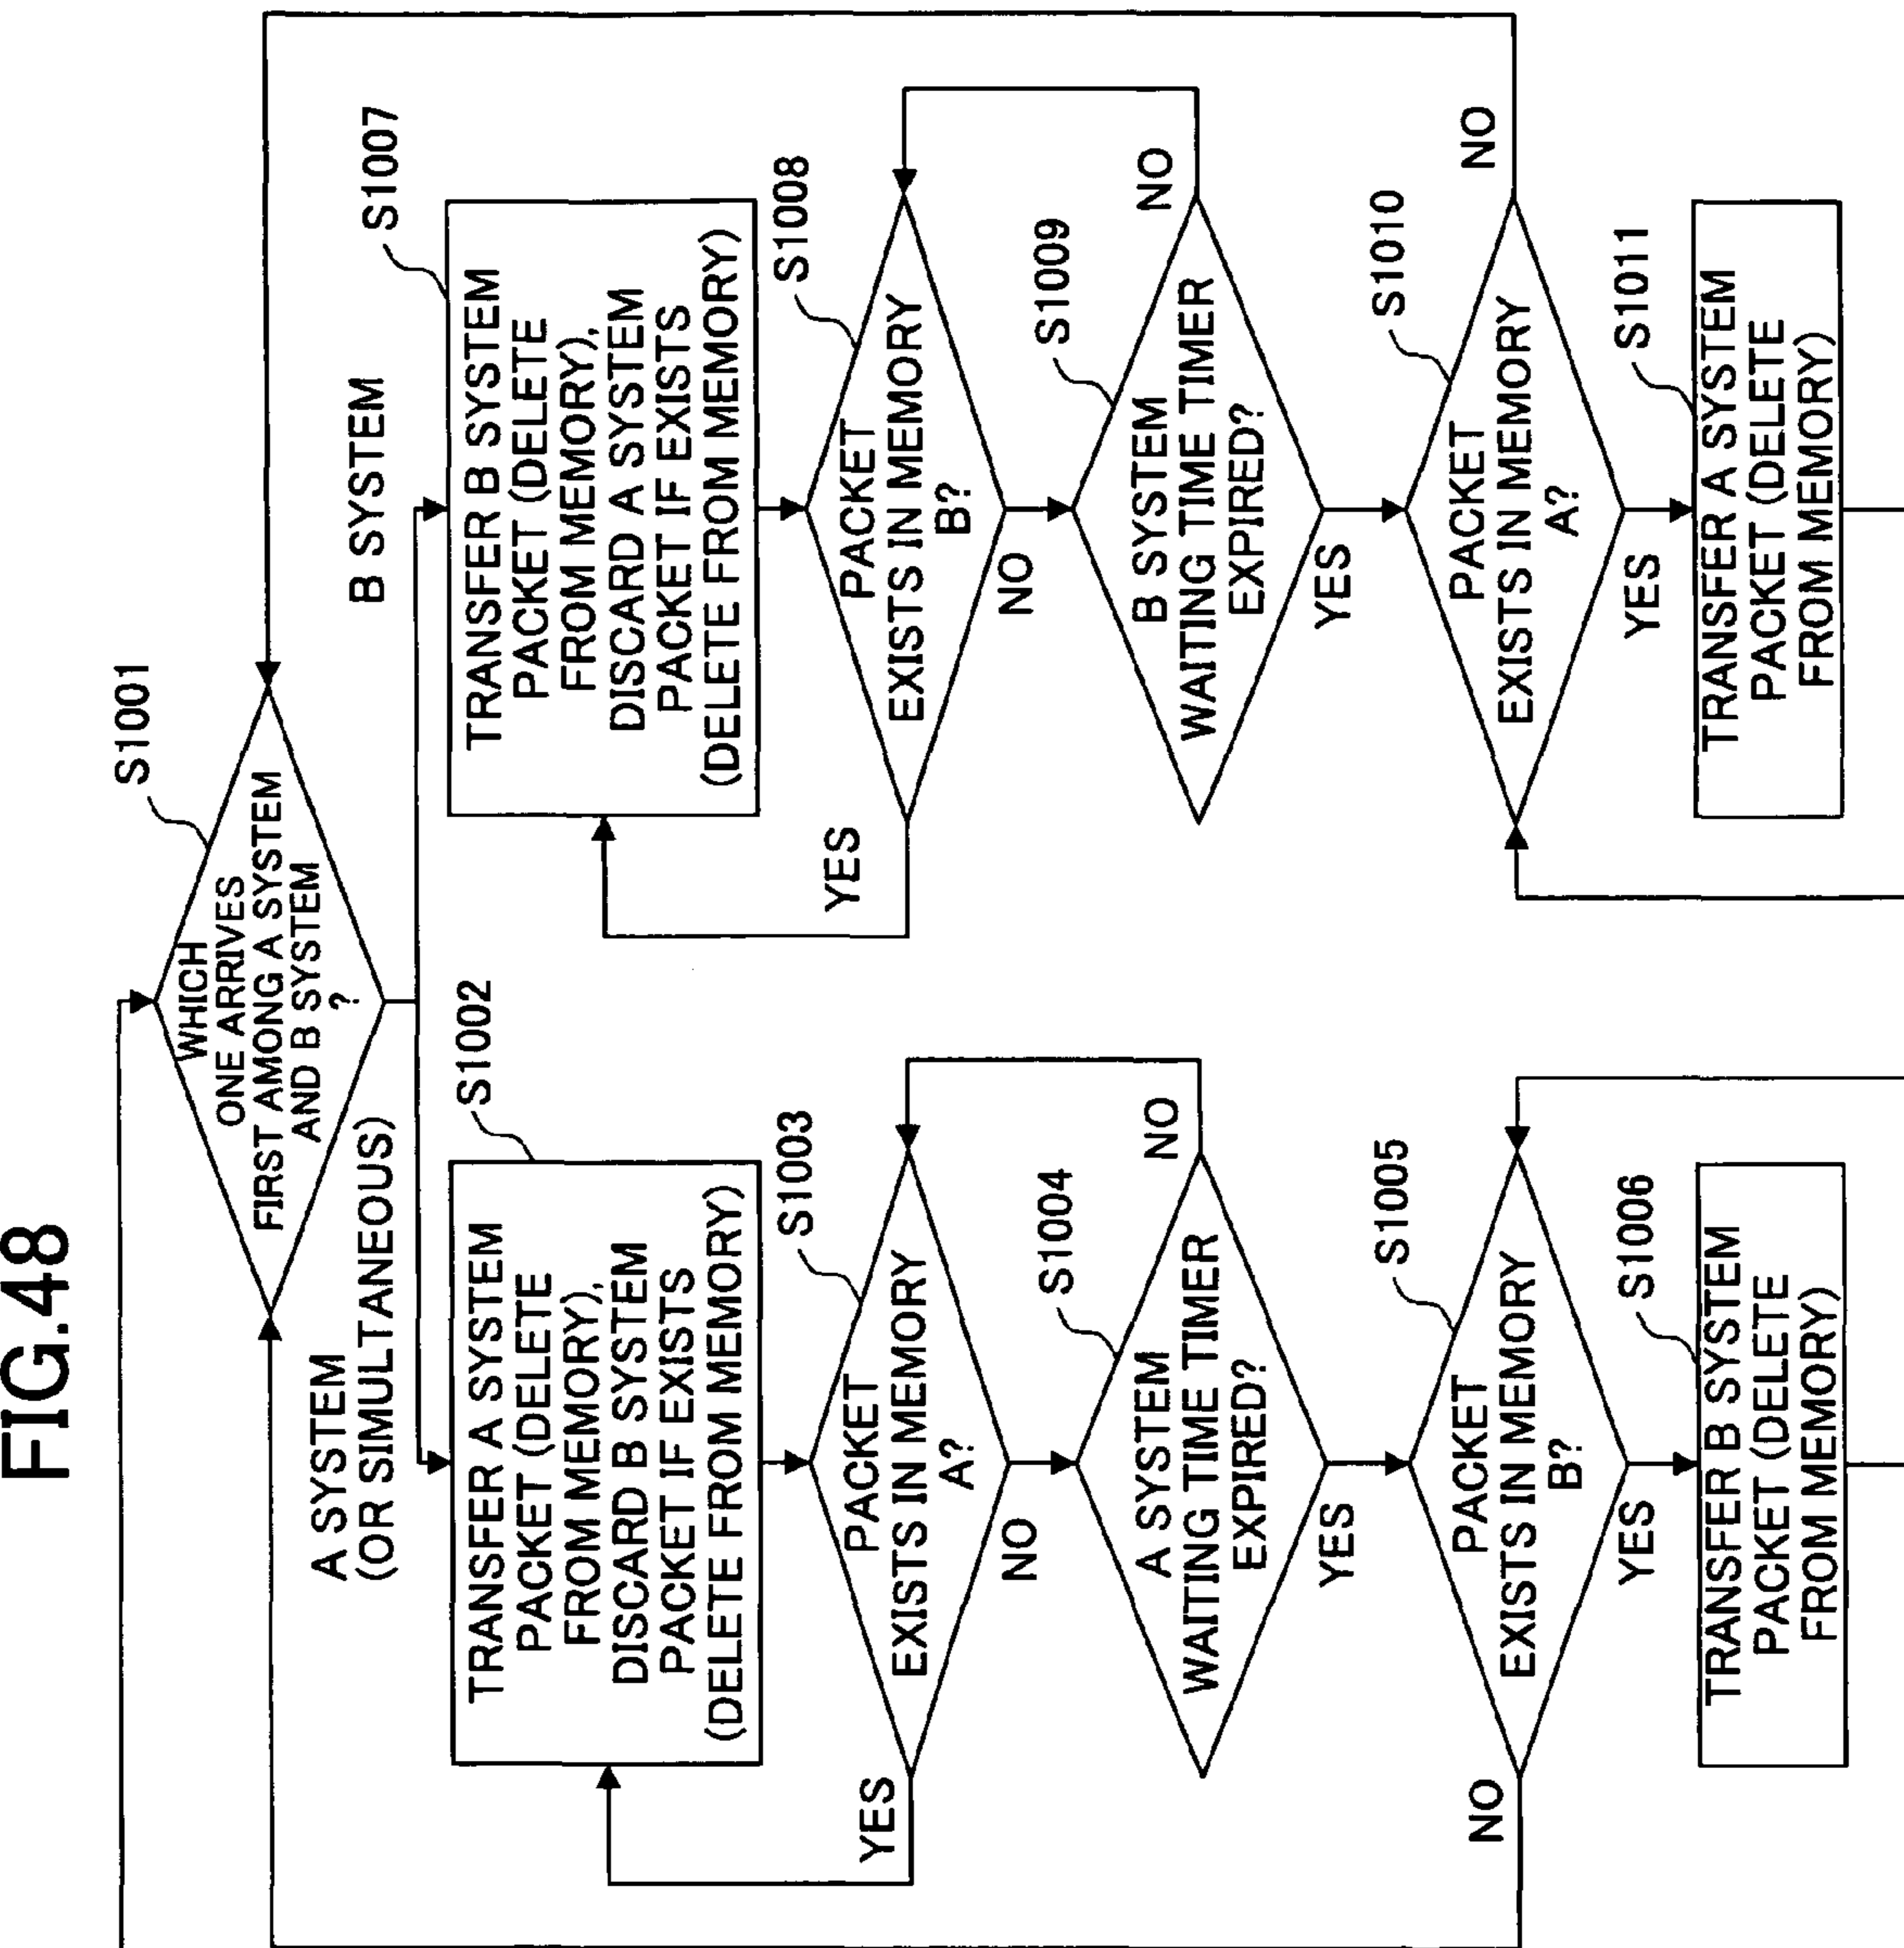 FIG.48
S1001
WHICH
ONE ARRIVES
FIRST AMONG A SYSTEM
AND B SYSTEM
?
A SYSTEM
(OR SIMULTANEOUS)
S1002
TRANSFER A SYSTEM
PACKET (DELETE
FROM MEMORY),
DISCARD B SYSTEM
PACKET IF EXISTS
(DELETE FROM MEMORY)
S1003
PACKET
EXISTS IN MEMORY
A?
YES
NO
S1004
A SYSTEM
WAITING TIME TIMER
EXPIRED?
NO
YES
S1005
PACKET
EXISTS IN MEMORY
B?
NO
YES
S1006
TRANSFER B SYSTEM
PACKET (DELETE
FROM MEMORY)
B SYSTEM
S1007
TRANSFER B SYSTEM
PACKET (DELETE
FROM MEMORY),
DISCARD A SYSTEM
PACKET IF EXISTS
(DELETE FROM MEMORY)
S1008
PACKET
EXISTS IN MEMORY
B?
YES
NO
S1009
B SYSTEM
WAITING TIME TIMER
EXPIRED?
NO
YES
S1010
PACKET
EXISTS IN MEMORY
A?
NO
YES
S1011
TRANSFER A SYSTEM
PACKET (DELETE
FROM MEMORY)